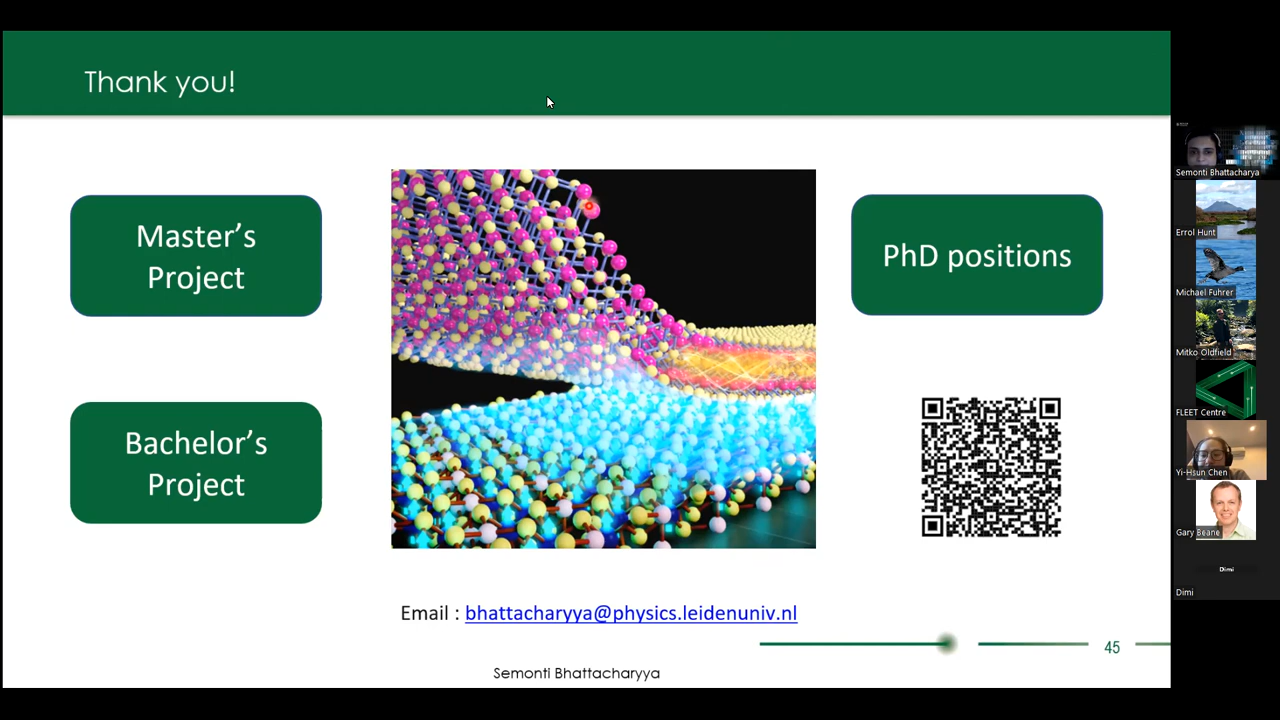 Thank you!
Master's
Project
PhD positions
Bachelor's
Project
Email : bhattacharyya@physics.leidenuniv.nl
45
Semonti Bhattacharyya
Semonti Bhattacharya
Errol Hunt
Michael Fuhrer
Mitko Oldfield
FLEET Centre
Yi-Hsun Chen
Gary Beane
Dimi
Dimi